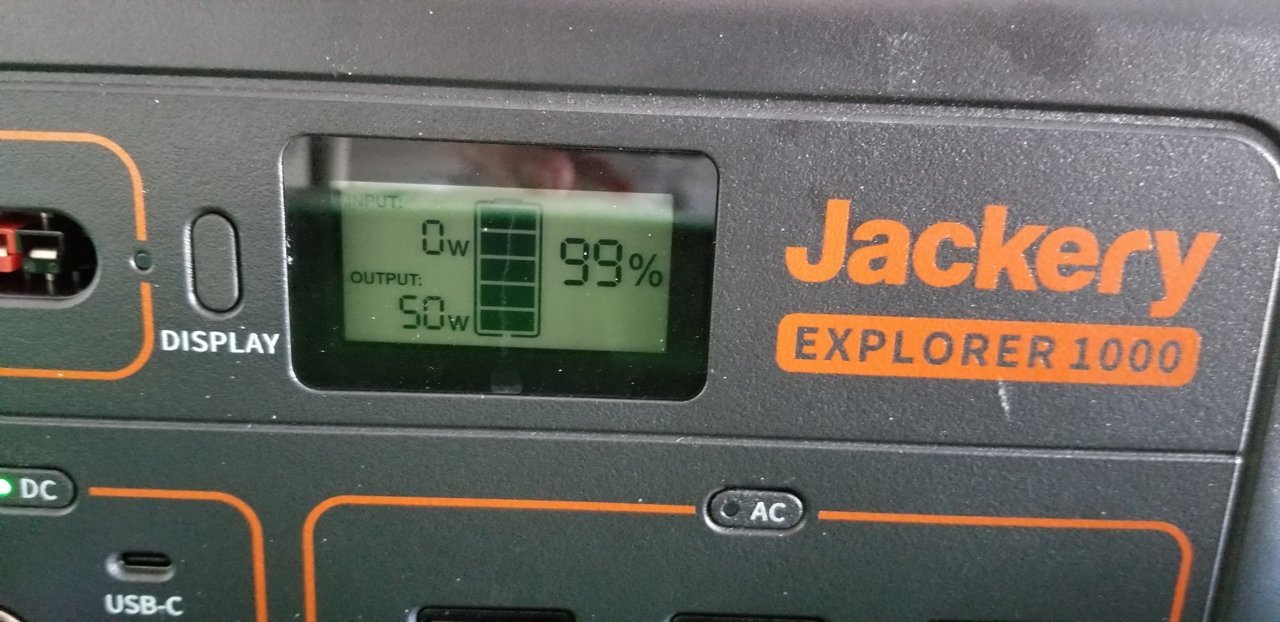 Jackery
EXPLORER 1000
INPUT:
0W
99%
OUTPUT:
50W
DISPLAY
DC
AC
USB-C